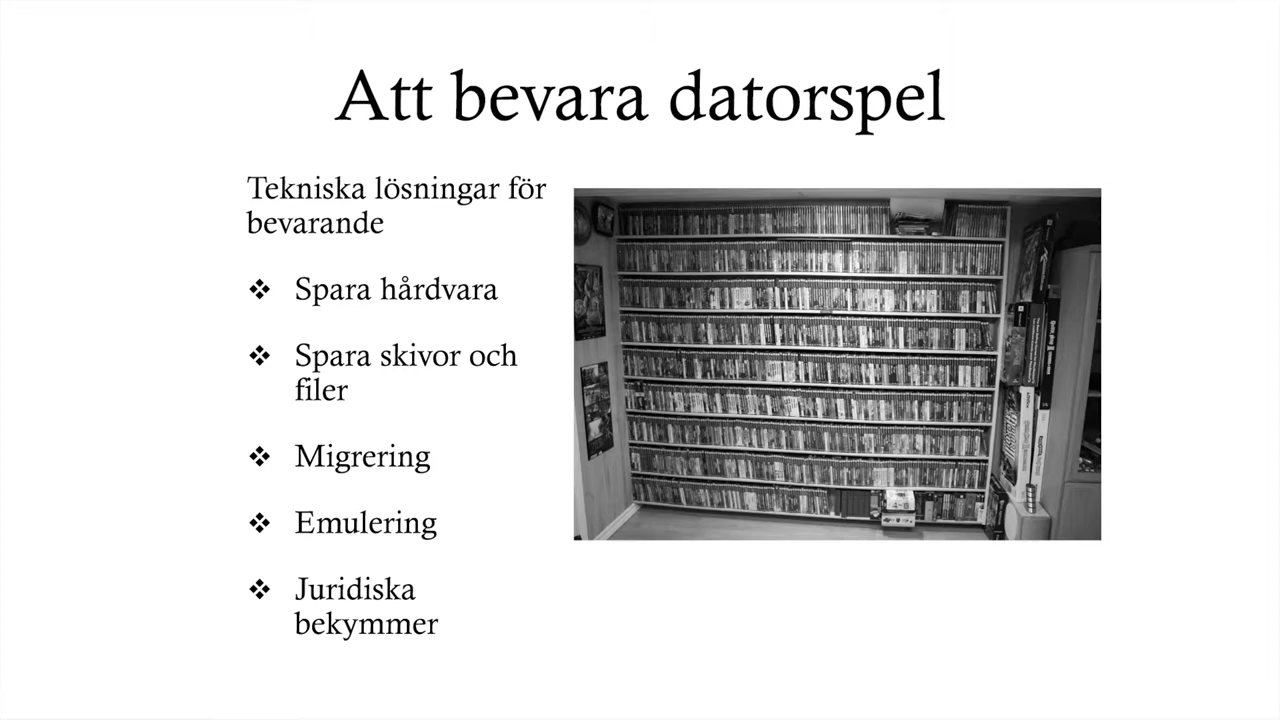 Att bevara datorspel
Tekniska lösningar för
bevarande
❖ Spara hårdvara
❖ Spara skivor och
filer
❖ Migrering
❖ Emulering
❖ Juridiska
bekymmer